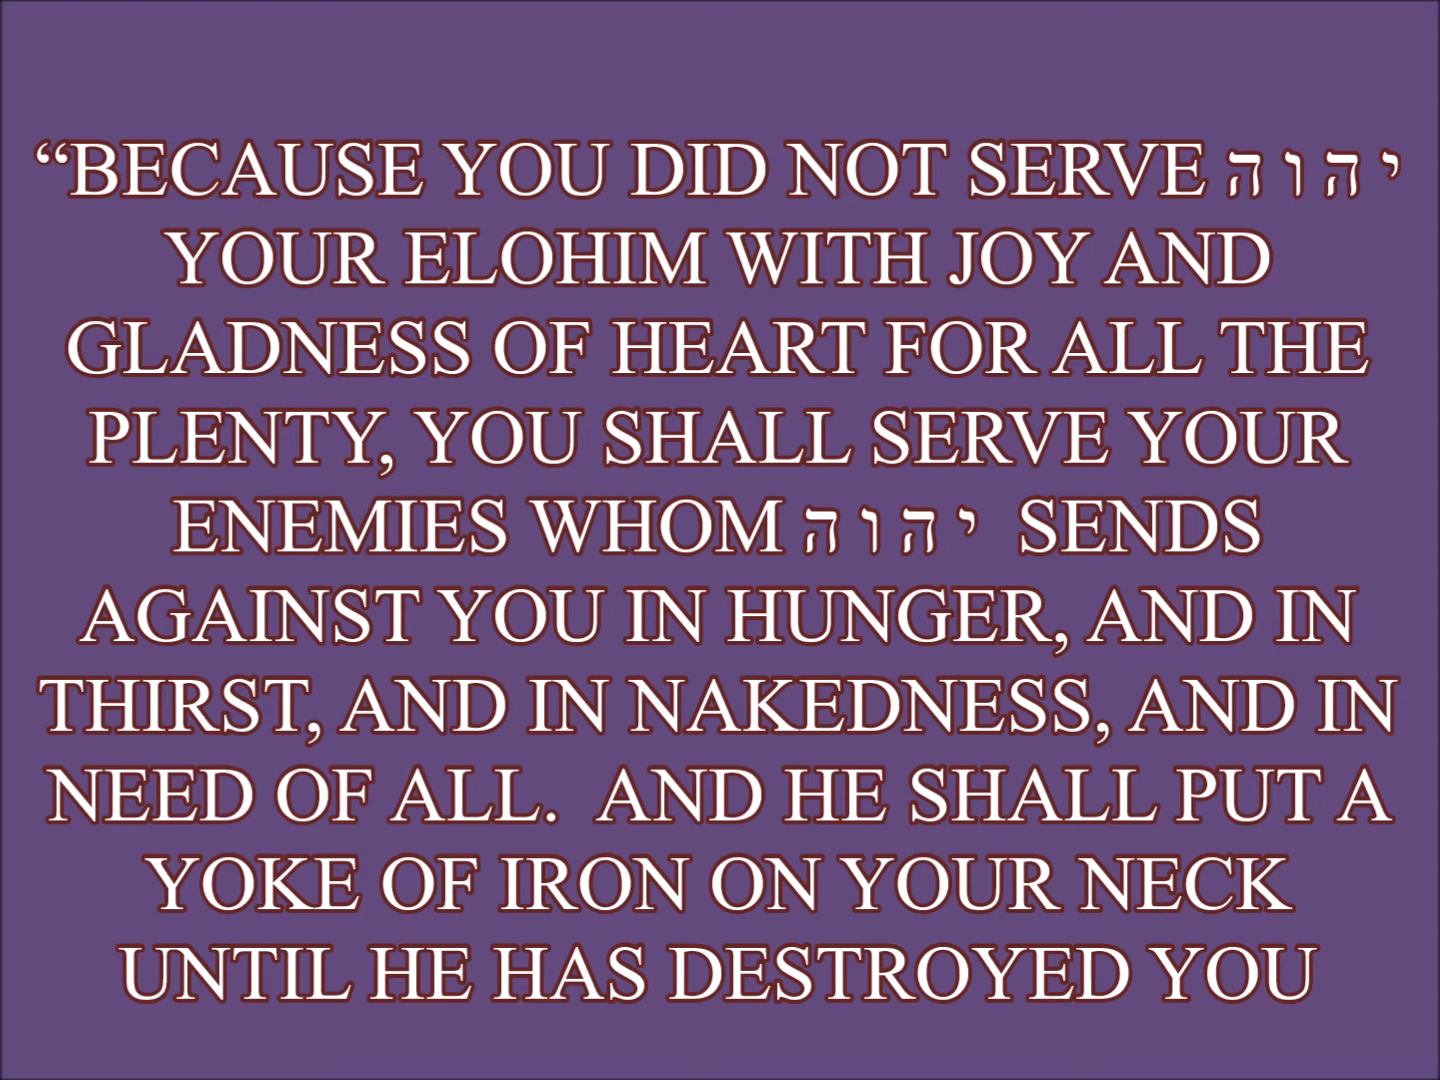 “BECAUSE YOU DID NOT SERVE יהוה
YOUR ELOHIM WITH JOY AND
GLADNESS OF HEART FOR ALL THE
PLENTY, YOU SHALL SERVE YOUR
ENEMIES WHOM יהוה SENDS
AGAINST YOU IN HUNGER, AND IN
THIRST, AND IN NAKEDNESS, AND IN
NEED OF ALL. AND HE SHALL PUT A
YOKE OF IRON ON YOUR NECK
UNTIL HE HAS DESTROYED YOU